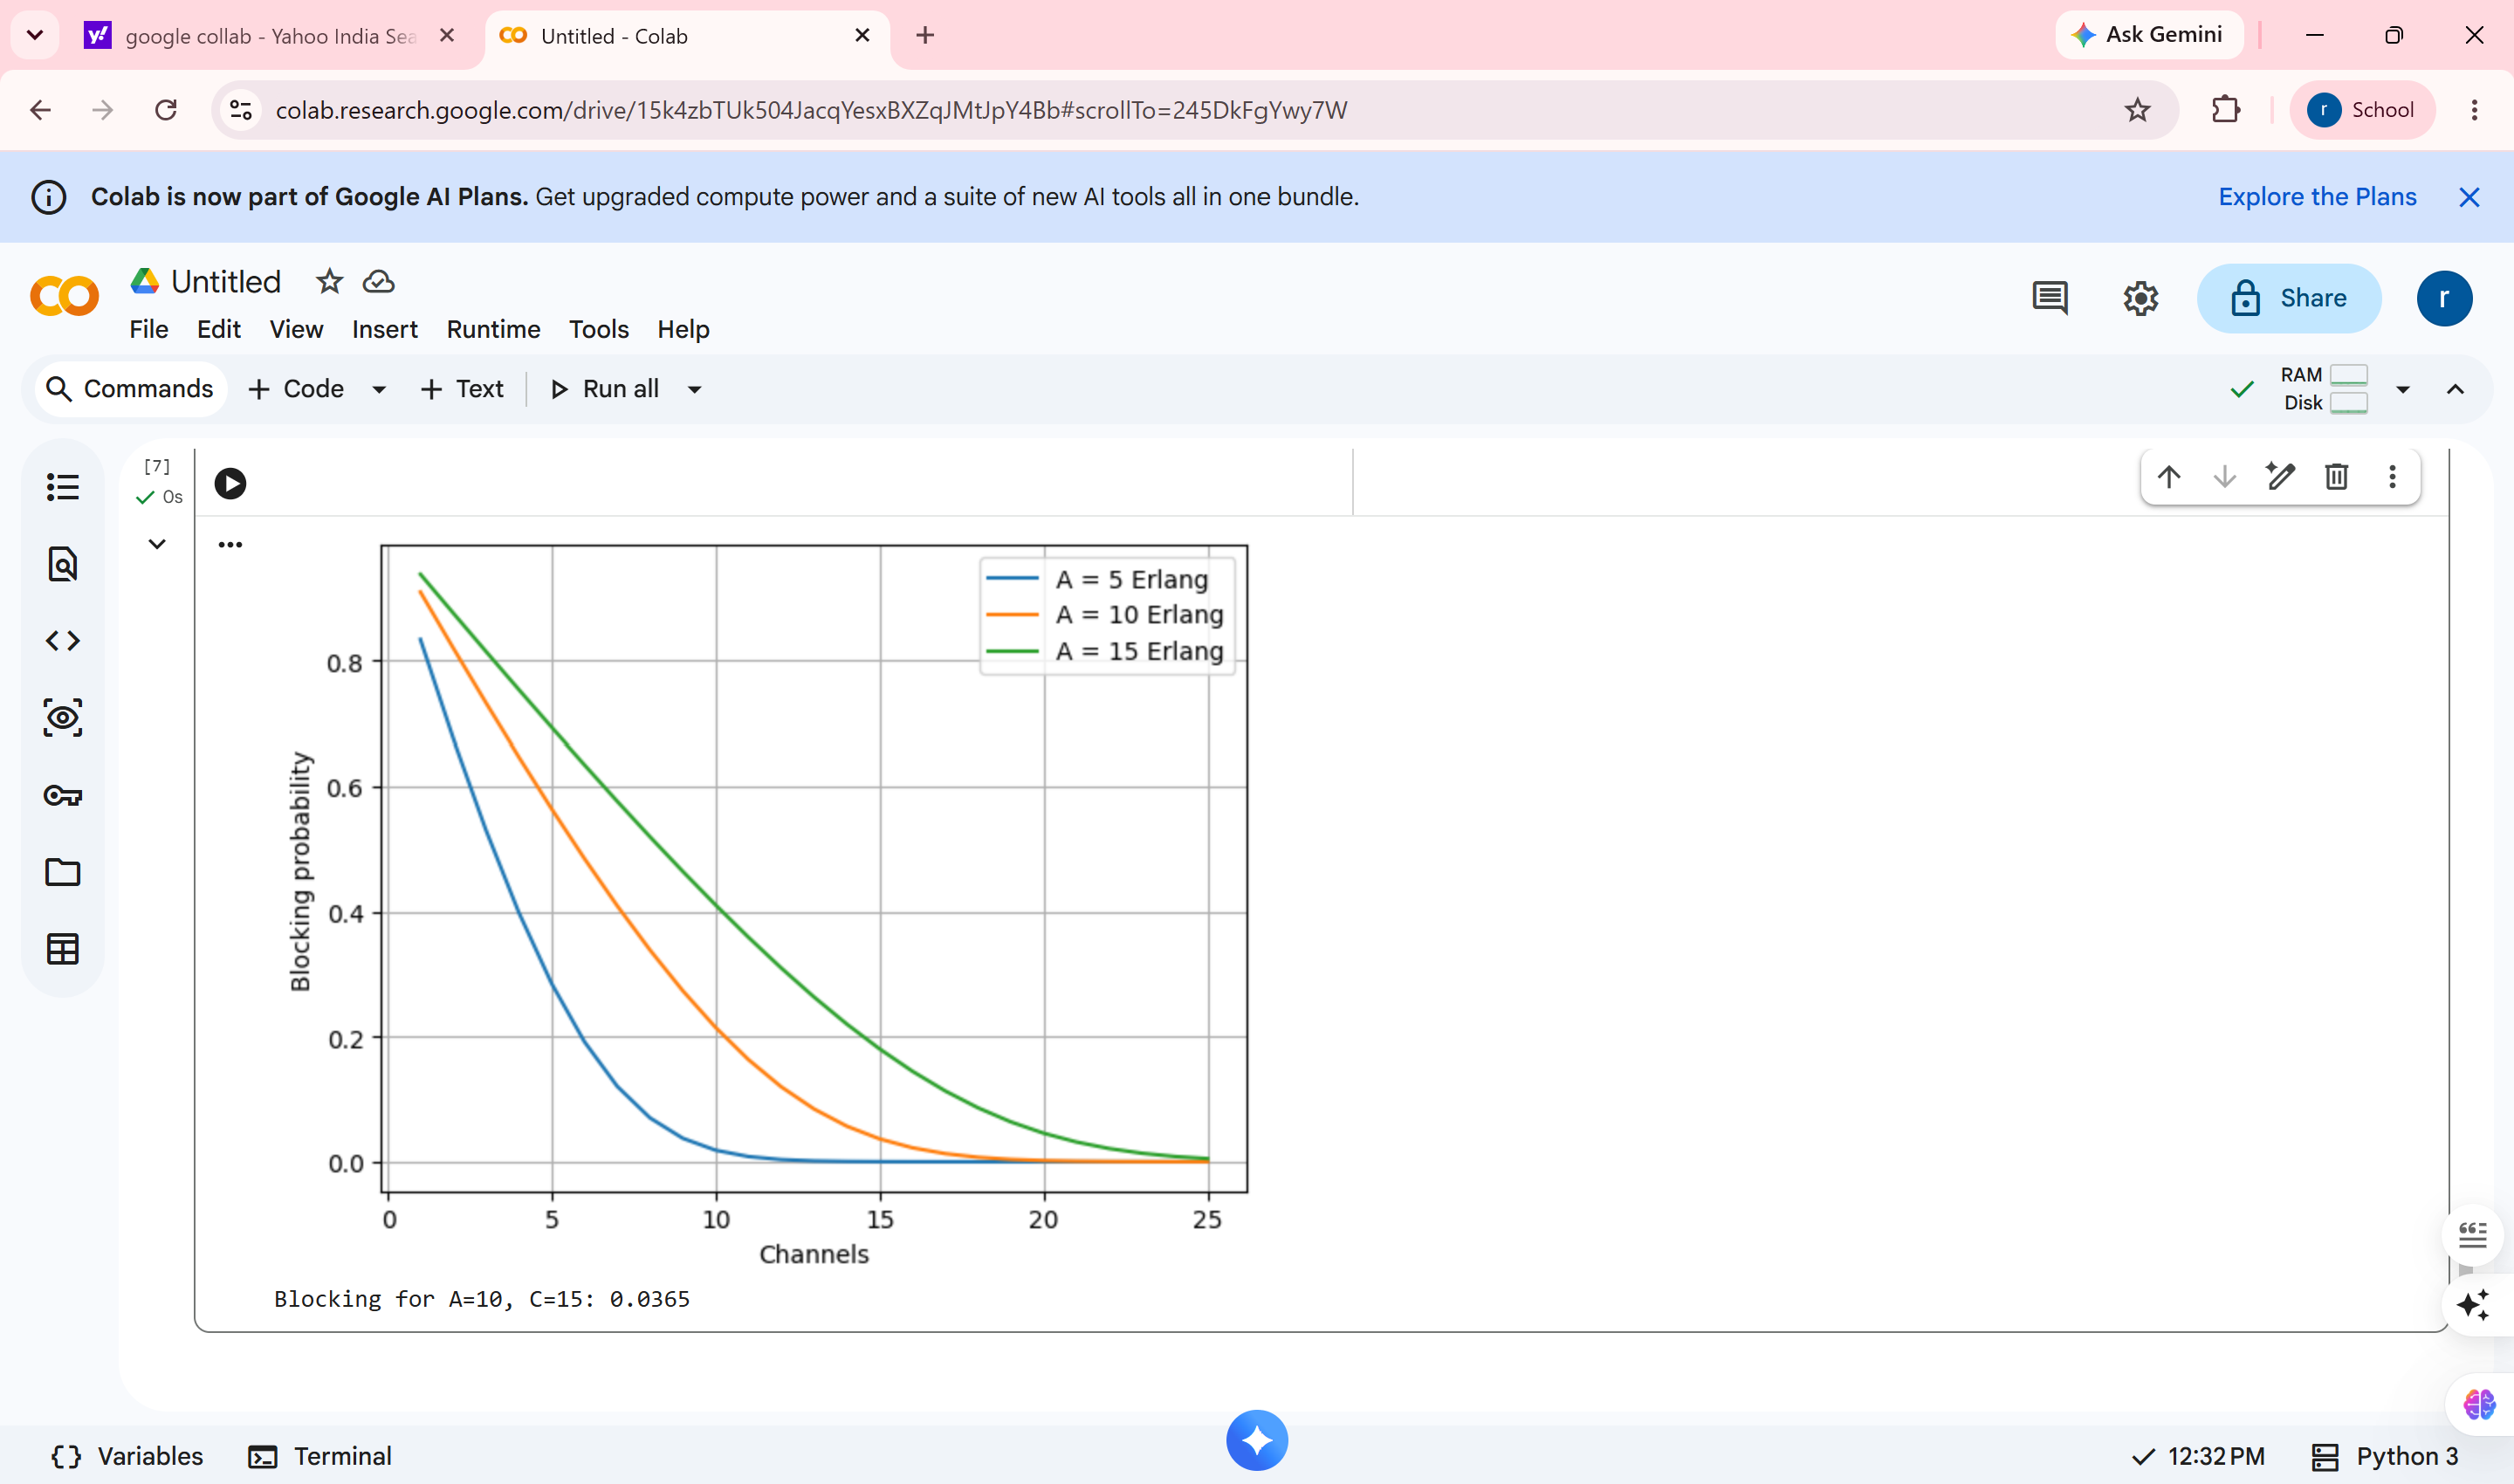 google collab - Yahoo India Sea
Untitled - Colab
Ask Gemini
colab.research.google.com/drive/15k4zbTUk504JacqYesxBXZqJMtJpY4Bb#scrollTo=245DkFgYwy7W
r
School
Colab is now part of Google AI Plans. Get upgraded compute power and a suite of new AI tools all in one bundle.
Explore the Plans
Untitled
File Edit View Insert Runtime Tools Help
Share
r
Commands + Code + Text Run all
RAM
Disk
[7]
0s
A = 5 Erlang
A = 10 Erlang
A = 15 Erlang
Blocking probability
0.8
0.6
0.4
0.2
0.0
0 5 10 15 20 25
Channels
Blocking for A=10, C=15: 0.0365
Variables
Terminal
12:32 PM
Python 3